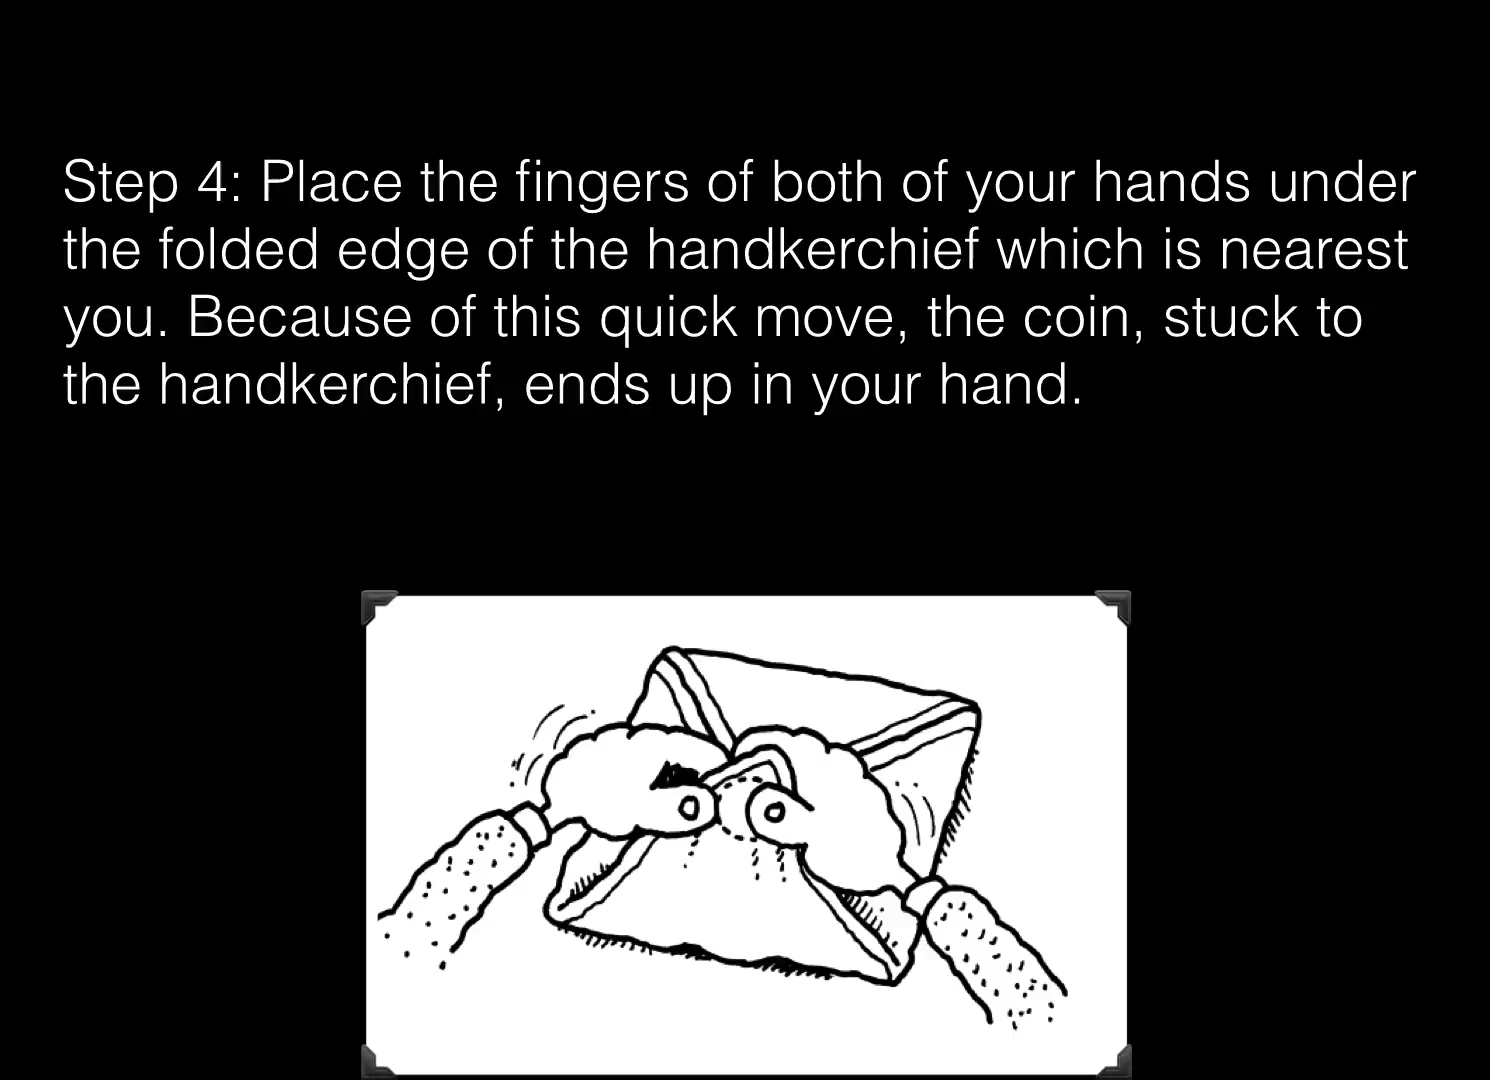 Step 4: Place the fingers of both of your hands under
the folded edge of the handkerchief which is nearest
you. Because of this quick move, the coin, stuck to
the handkerchief, ends up in your hand.